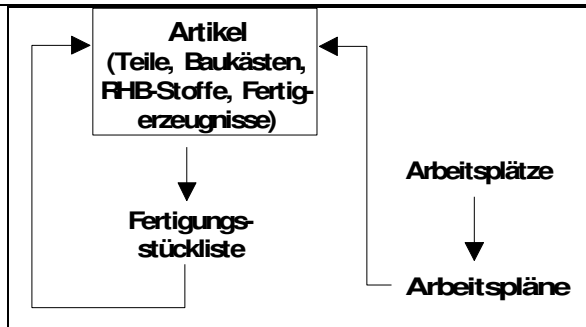 Artikel
(Teile, Baukästen,
RHB-Stoffe, Fertig-
erzeugnisse)
Arbeitsplätze
Fertigungs-
stückliste
Arbeitspläne